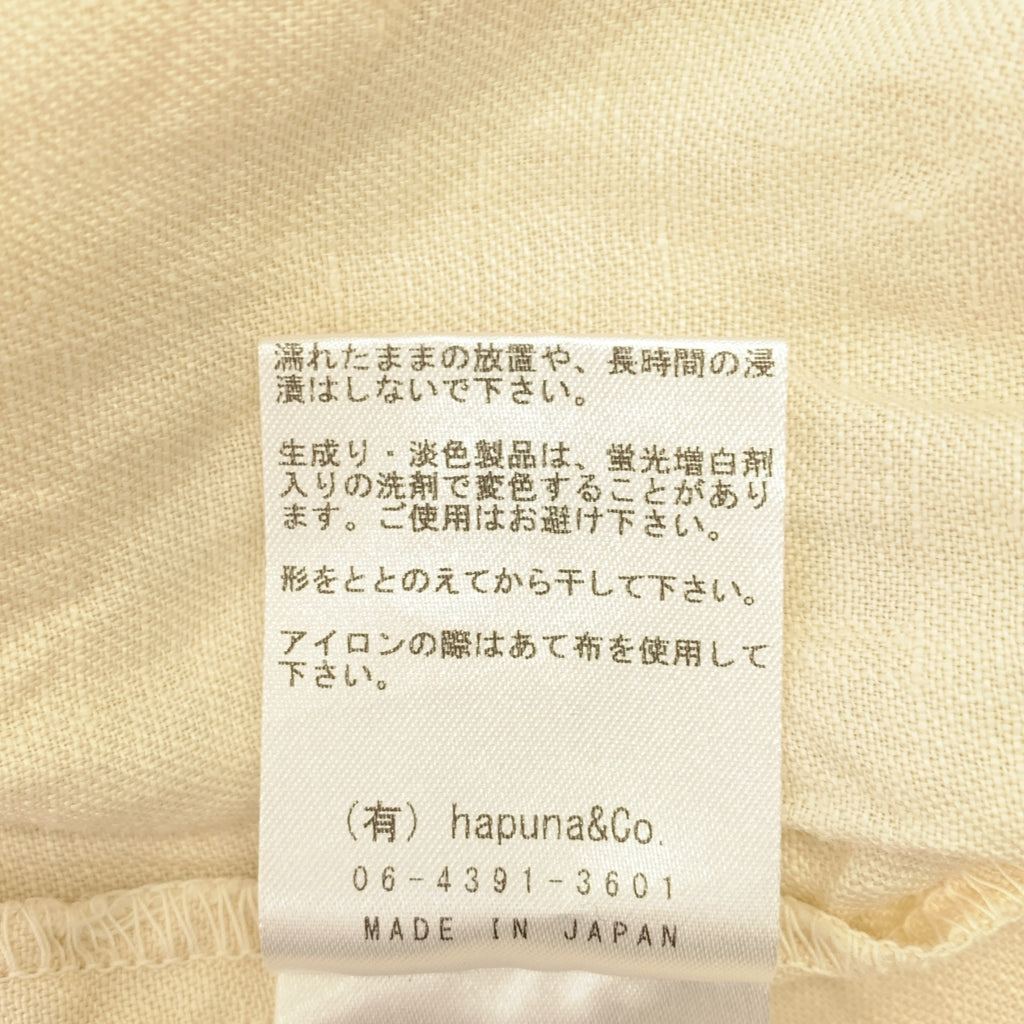 濡れたままの放置や、長時間の浸
漬はしないで下さい。
生成り・淡色製品は、蛍光増白剤
入りの洗剤で変色することがあり
ます。ご使用はお避け下さい。
形をととのえてから干して下さい。
アイロンの際はあて布を使用して
下さい。
(有) hapuna&Co.
06-4391-3601
MADE IN JAPAN